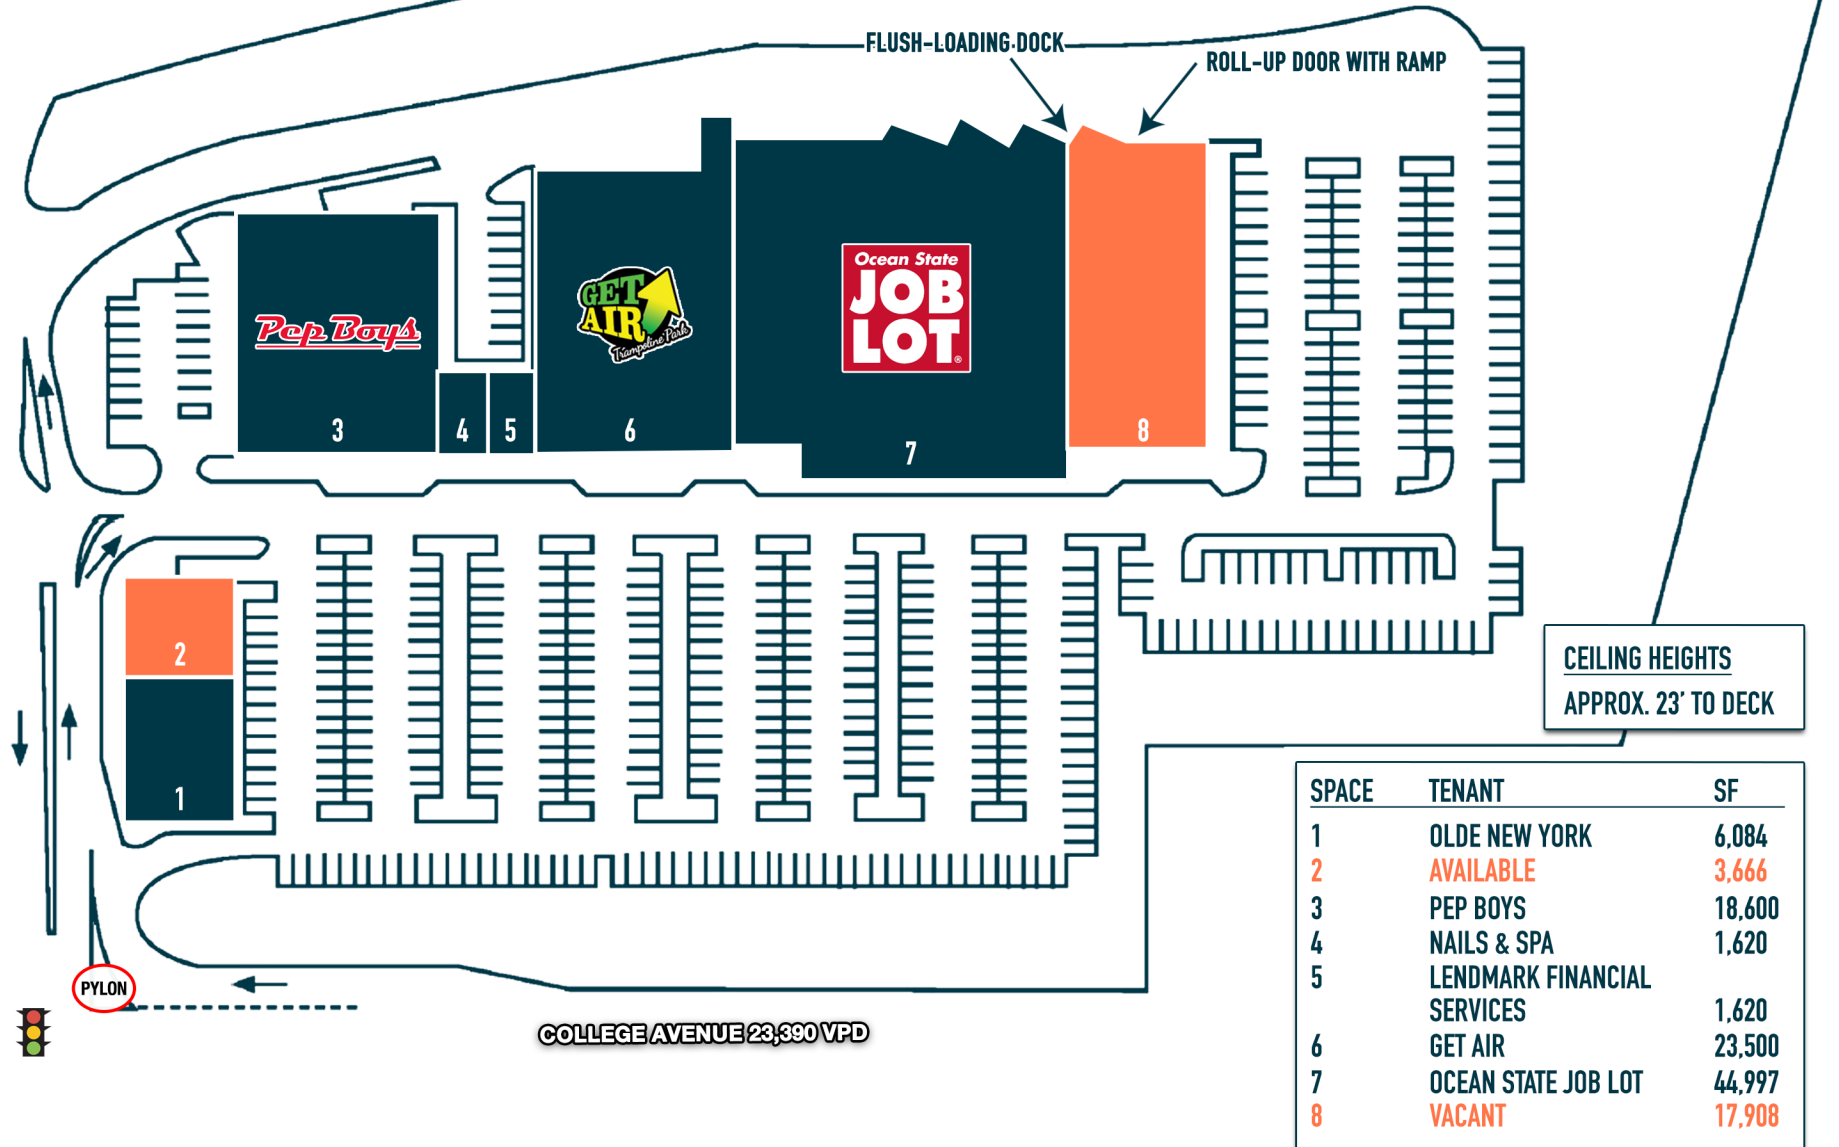 FLUSH-LOADING DOCK
ROLL-UP DOOR WITH RAMP
Pep Boys
GET
AIR
Trampoline Park
Ocean State
JOB
LOT®
3
4
5
6
7
8
2
1
CEILING HEIGHTS
APPROX. 23' TO DECK
SPACE TENANT SF
1 OLDE NEW YORK 6,084
2 AVAILABLE 3,666
3 PEP BOYS 18,600
4 NAILS & SPA 1,620
5 LENDMARK FINANCIAL
SERVICES 1,620
6 GET AIR 23,500
7 OCEAN STATE JOB LOT 44,997
8 VACANT 17,908
PYLON
COLLEGE AVENUE 23,390 VPD